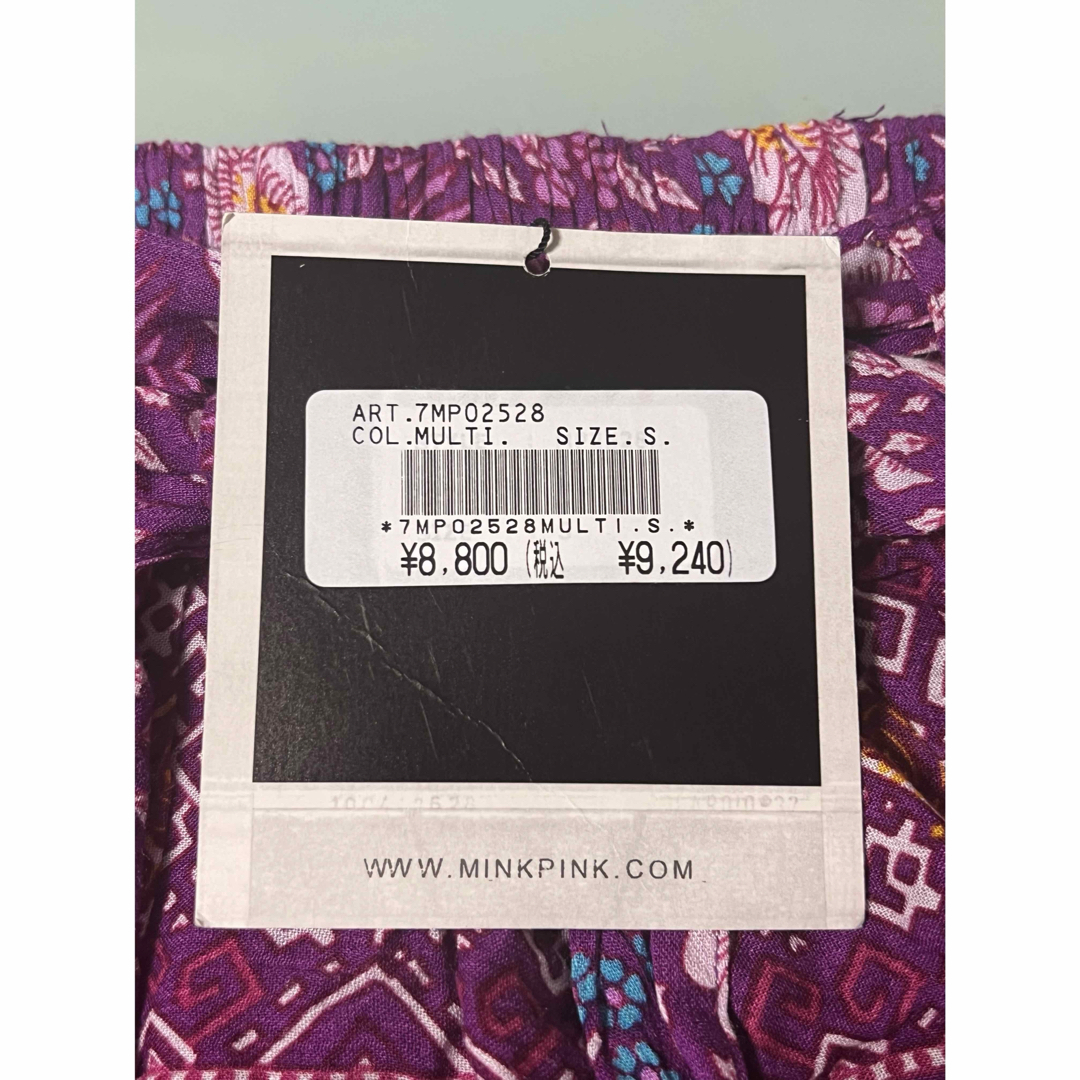 ART.7MP02528
COL.MULTI. SIZE.S.
*7MP02528MULTI.S.*
¥8,800 (税込 ¥9,240)
WWW.MINKPINK.COM